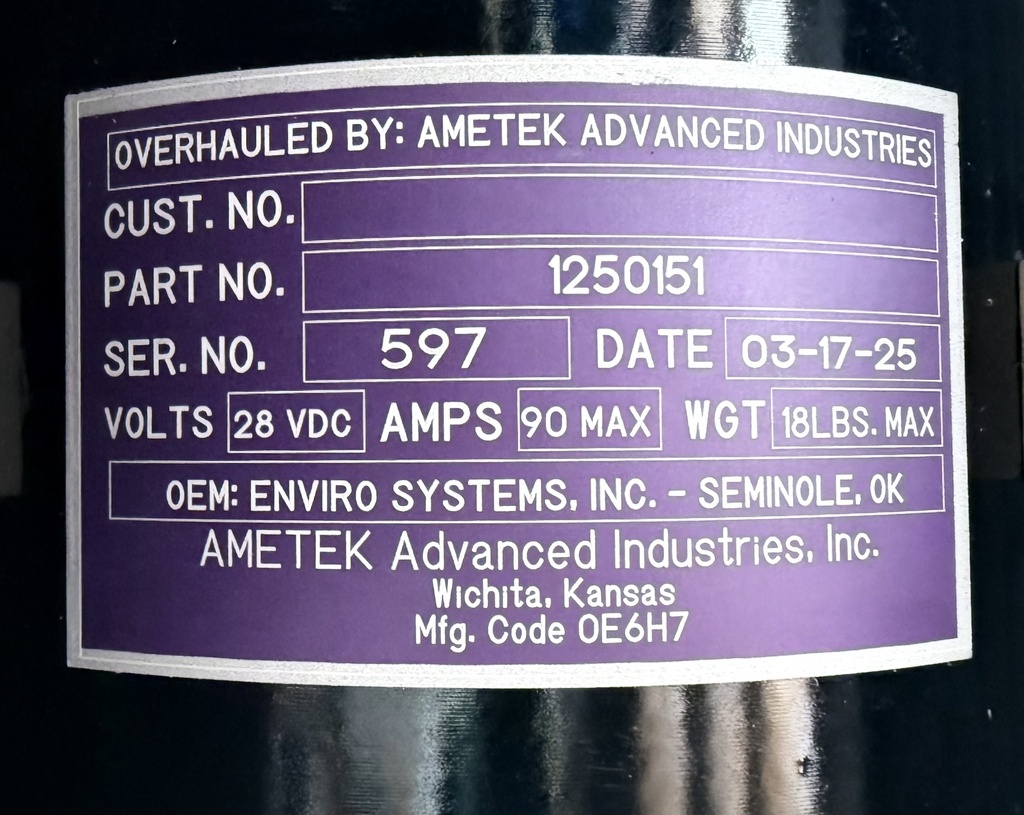 OVERHAULED BY: AMETEK ADVANCED INDUSTRIES
CUST. NO.
PART NO. 1250151
SER. NO. 597 DATE 03-17-25
VOLTS 28 VDC AMPS 90 MAX WGT 18LBS. MAX
OEM: ENVIRO SYSTEMS, INC. - SEMINOLE, OK
AMETEK Advanced Industries, Inc.
Wichita, Kansas
Mfg. Code OE6H7